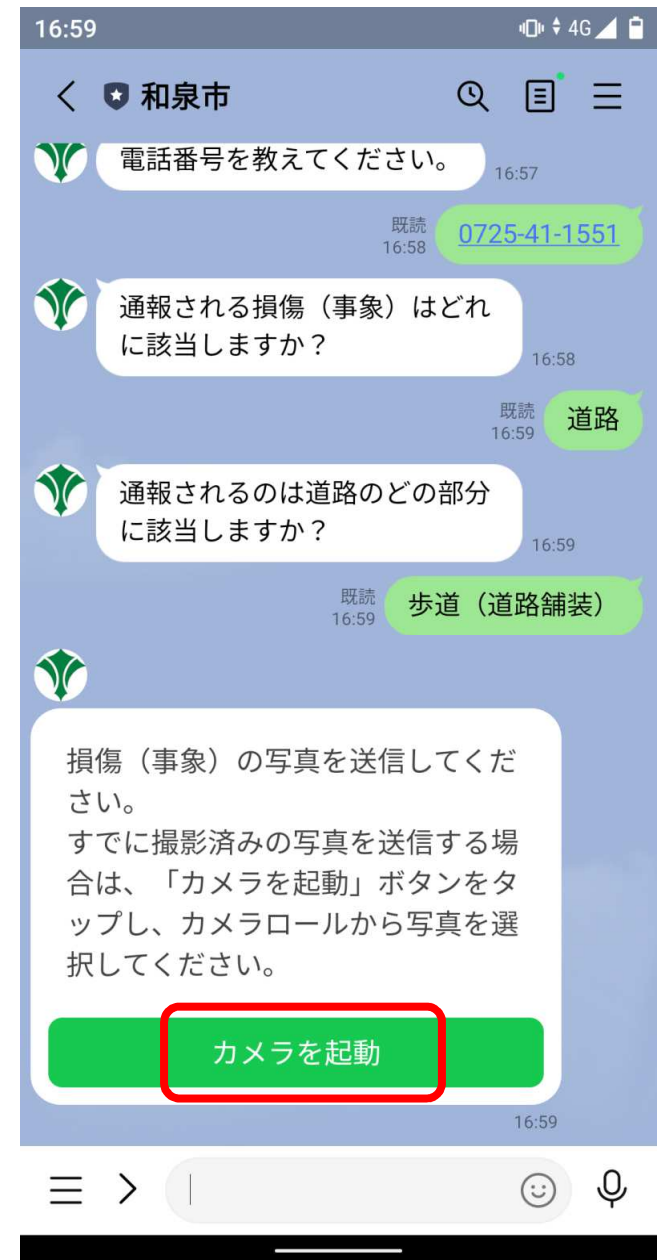 16:59
4G
和泉市
電話番号を教えてください。
16:57
既読
16:58
0725-41-1551
通報される損傷（事象）はどれ
に該当しますか？
16:58
既読
16:59
道路
通報されるのは道路のどの部分
に該当しますか？
16:59
既読
16:59
歩道（道路舗装）
損傷（事象）の写真を送信してくだ
さい。
すでに撮影済みの写真を送信する場
合は、「カメラを起動」ボタンをタ
ップし、カメラロールから写真を選
択してください。
カメラを起動
16:59